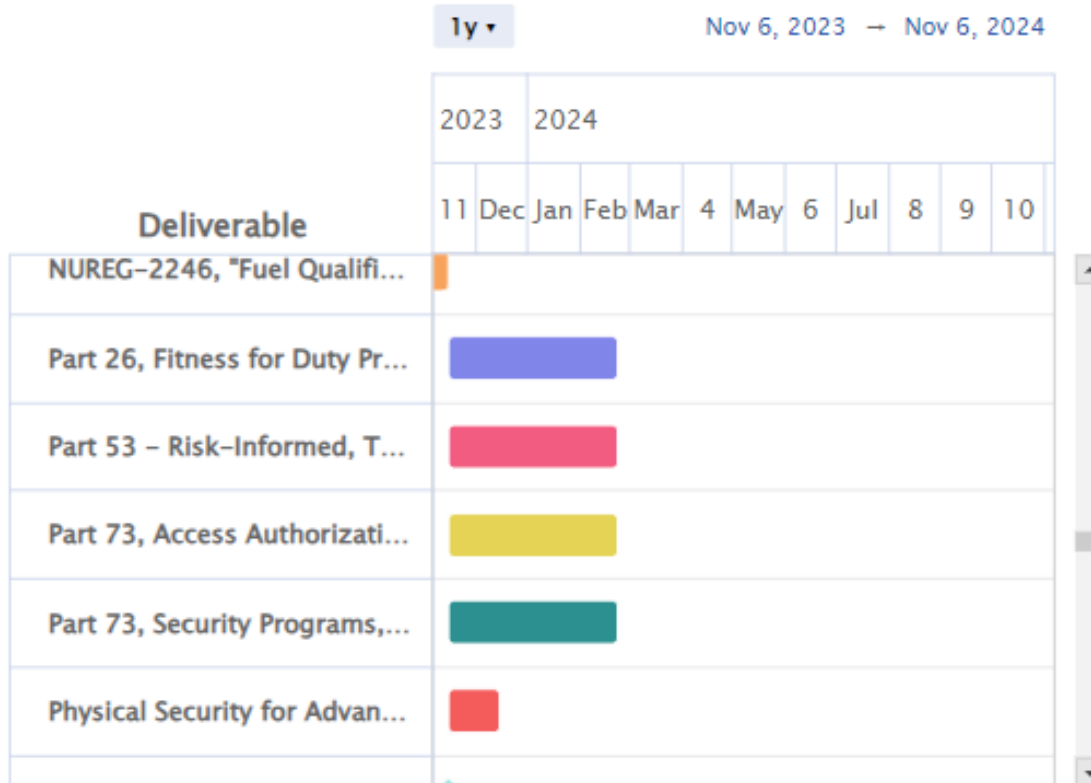 1y ▾ Nov 6, 2023 → Nov 6, 2024
2023 2024
Deliverable 11 Dec Jan Feb Mar 4 May 6 Jul 8 9 10
NUREG-2246, "Fuel Qualifi...
Part 26, Fitness for Duty Pr...
Part 53 – Risk-Informed, T...
Part 73, Access Authorizati...
Part 73, Security Programs,...
Physical Security for Advan...